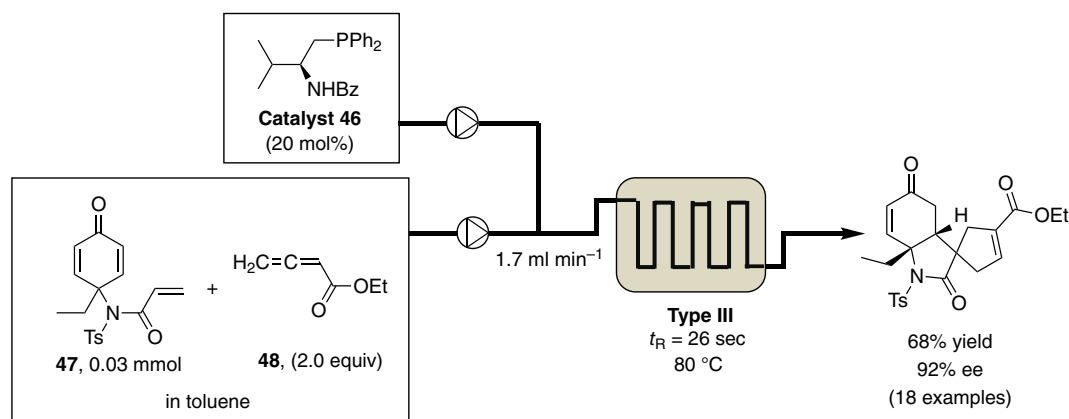 PPh₂
NHBz
Catalyst 46
(20 mol%)
O
N
Ts
O
47, 0.03 mmol
+
H₂C
C
OEt
O
48, (2.0 equiv)
in toluene
1.7 ml min⁻¹
Type III
tR = 26 sec
80 °C
O
H
O
OEt
N
Ts
O
68% yield
92% ee
(18 examples)